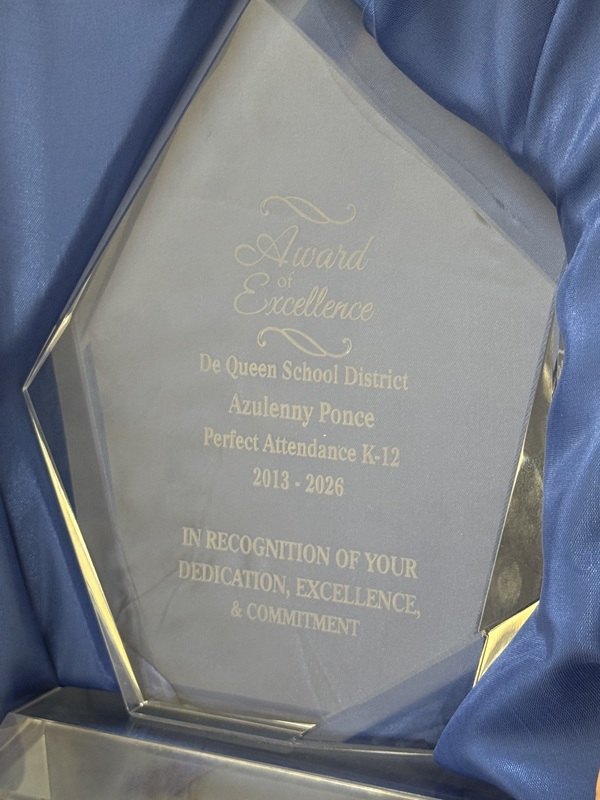 Award
of
Excellence
De Queen School District
Azulenny Ponce
Perfect Attendance K-12
2013 - 2026
IN RECOGNITION OF YOUR
DEDICATION, EXCELLENCE,
& COMMITMENT